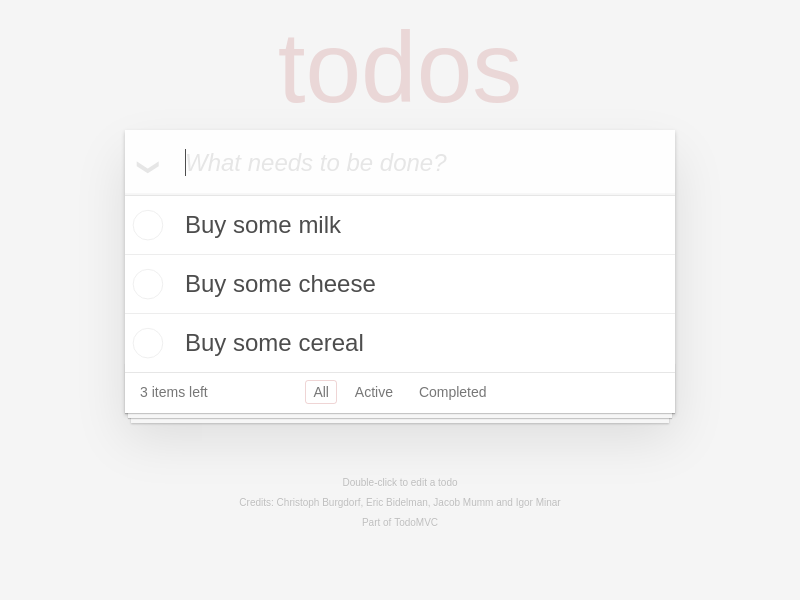 todos
What needs to be done?
Buy some milk
Buy some cheese
Buy some cereal
3 items left All Active Completed
Double-click to edit a todo
Credits: Christoph Burgdorf, Eric Bidelman, Jacob Mumm and Igor Minar
Part of TodoMVC